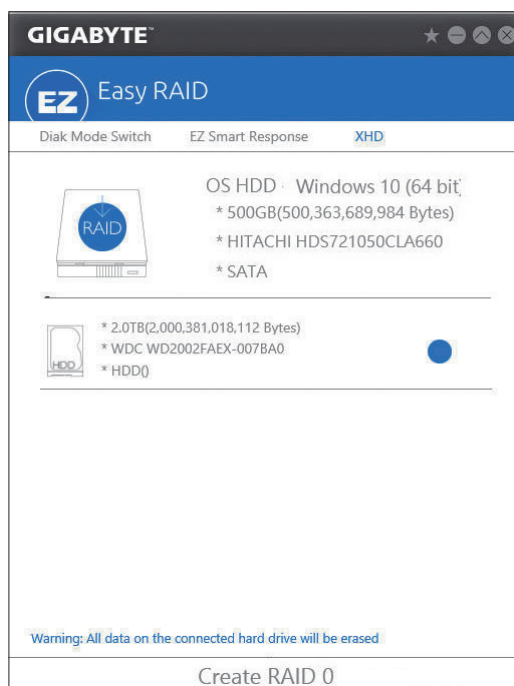 GIGABYTE™
EZ Easy RAID
Diak Mode Switch EZ Smart Response XHD
OS HDD · Windows 10 (64 bit)
RAID
* 500GB(500,363,689,984 Bytes)
* HITACHI HDS721050CLA660
* SATA
* 2.0TB(2,000,381,018,112 Bytes)
* WDC WD2002FAEX-007BA0
HDD
* HDD()
Warning: All data on the connected hard drive will be erased
Create RAID 0